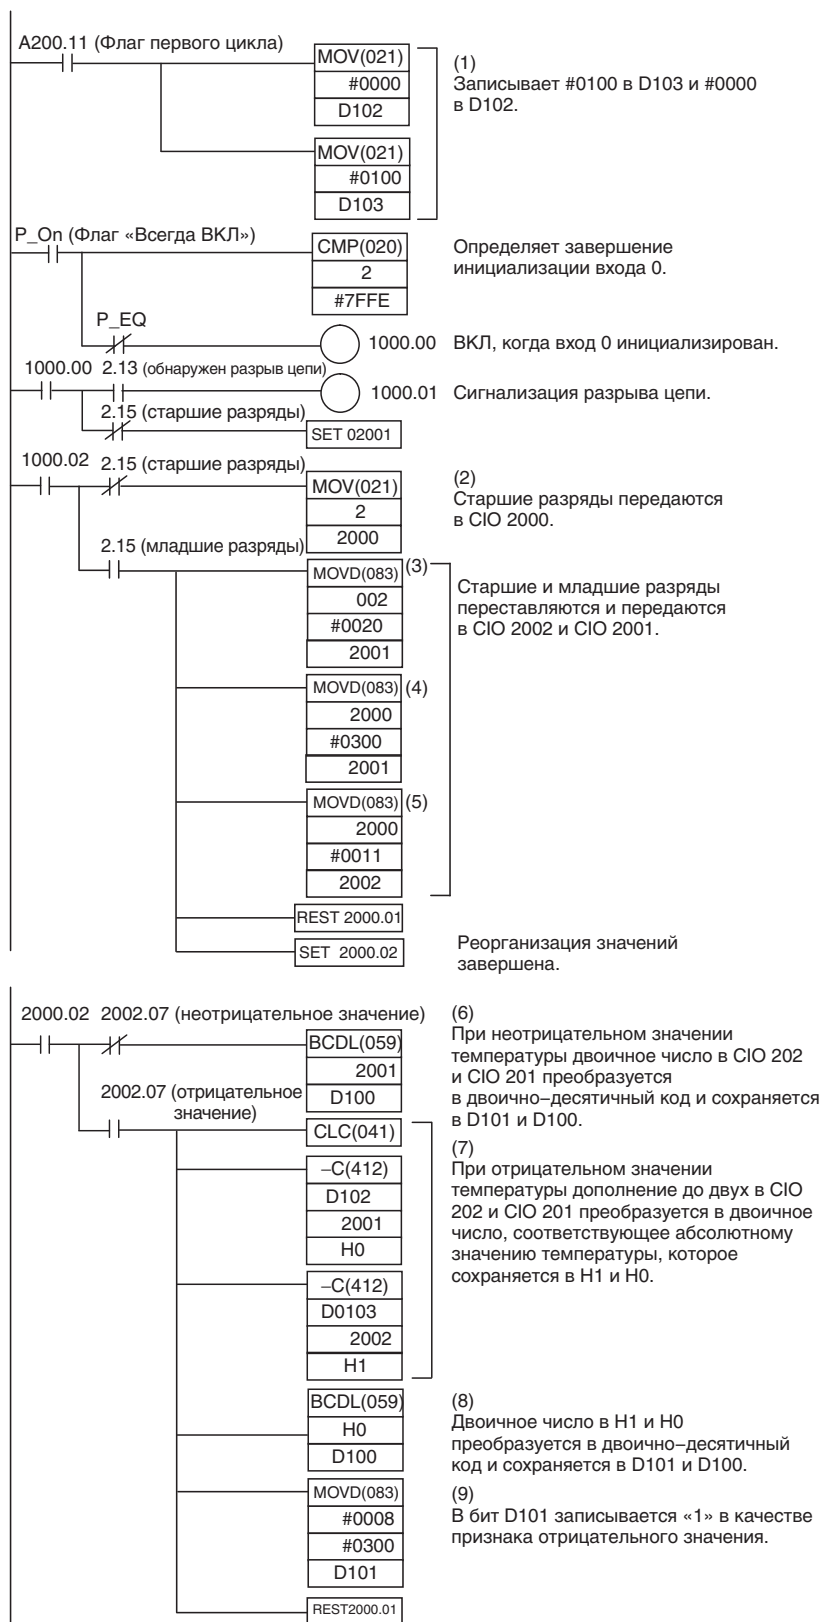 A200.11 (Флаг первого цикла)
MOV(021)
#0000
D102
(1)
Записывает #0100 в D103 и #0000
в D102.
MOV(021)
#0100
D103
P_On (Флаг «Всегда ВКЛ»)
CMP(020)
2
#7FFE
Определяет завершение
инициализации входа 0.
P_EQ
1000.00 ВКЛ, когда вход 0 инициализирован.
1000.00 2.13 (обнаружен разрыв цепи)
1000.01 Сигнализация разрыва цепи.
2.15 (старшие разряды)
SET 02001
1000.02 2.15 (старшие разряды)
MOV(021)
2
2000
(2)
Старшие разряды передаются
в CIO 2000.
2.15 (младшие разряды)
MOVD(083) (3)
002
#0020
2001
Старшие и младшие разряды
переставляются и передаются
в CIO 2002 и CIO 2001.
MOVD(083) (4)
2000
#0300
2001
MOVD(083) (5)
2000
#0011
2002
REST 2000.01
SET 2000.02
Реорганизация значений
завершена.
2000.02 2002.07 (неотрицательное значение)
BCDL(059)
2001
D100
(6)
При неотрицательном значении
температуры двоичное число в CIO 202
и CIO 201 преобразуется
в двоично–десятичный код и сохраняется
в D101 и D100.
2002.07 (отрицательное
значение)
CLC(041)
–C(412)
D102
2001
H0
(7)
При отрицательном значении
температуры дополнение до двух в CIO
202 и CIO 201 преобразуется в двоичное
число, соответствующее абсолютному
значению температуры, которое
сохраняется в H1 и H0.
–C(412)
D0103
2002
H1
BCDL(059)
H0
D100
(8)
Двоичное число в H1 и H0
преобразуется в двоично–десятичный
код и сохраняется в D101 и D100.
MOVD(083)
#0008
#0300
D101
(9)
В бит D101 записывается «1» в качестве
признака отрицательного значения.
REST2000.01